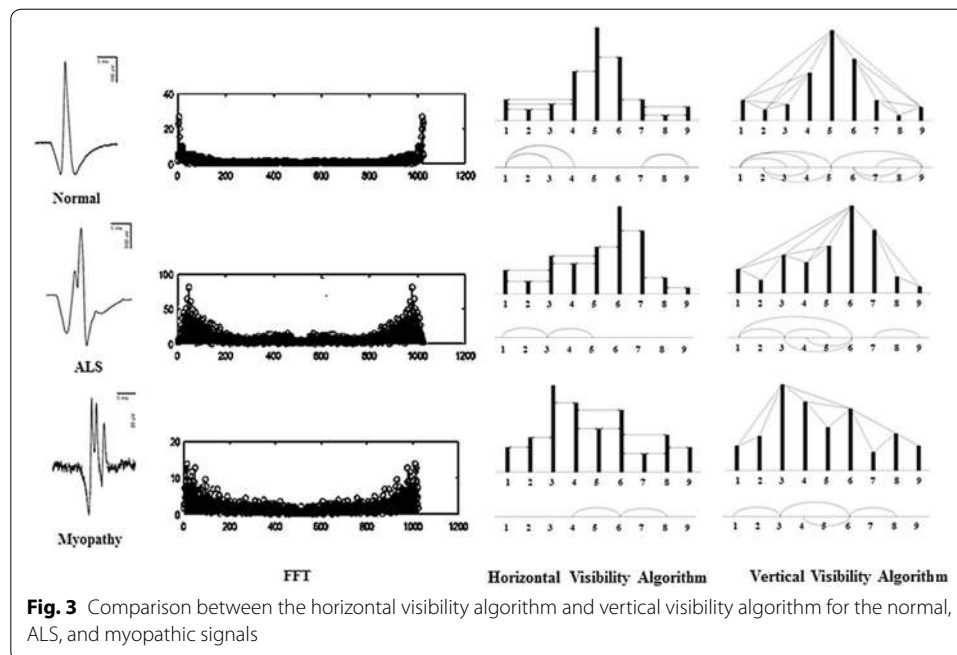 5 ms
40
20
0
0 200 400 600 800 1000 1200
1 2 3 4 5 6 7 8 9
1 2 3 4 5 6 7 8 9
1 2 3 4 5 6 7 8 9
1 2 3 4 5 6 7 8 9
Normal
100
50
0
0 200 400 600 800 1000 1200
1 2 3 4 5 6 7 8 9
1 2 3 4 5 6 7 8 9
1 2 3 4 5 6 7 8 9
1 2 3 4 5 6 7 8 9
ALS
5 ms
20
10
0
0 200 400 600 800 1000 1200
1 2 3 4 5 6 7 8 9
1 2 3 4 5 6 7 8 9
1 2 3 4 5 6 7 8 9
1 2 3 4 5 6 7 8 9
Myopathy
FFT
Horizontal Visibility Algorithm
Vertical Visibility Algorithm
Fig. 3 Comparison between the horizontal visibility algorithm and vertical visibility algorithm for the normal,
ALS, and myopathic signals